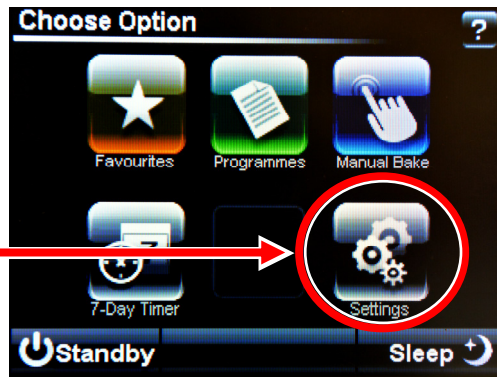 Choose Option
?
Favourites Programmes Manual Bake
7-Day Timer Settings
Standby Sleep